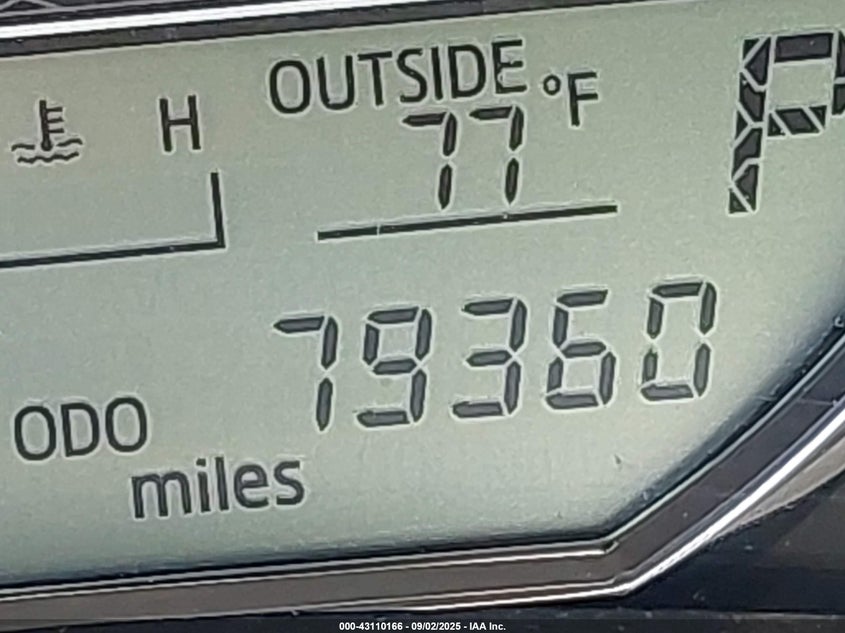 OUTSIDE °F
H
77
P
79360
ODO
miles
000-43110166 - 09/02/2025 - IAA Inc.